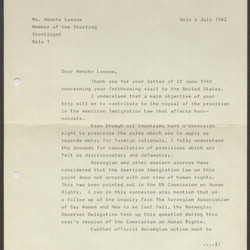 Ms. Wenche Lowzow,
Member of the Storting
Stortinget
Oslo 1
Oslo 6 July 1982
Dear Wenche Lowzow,
Thank you for your letter of 22 June 1982
concerning your forthcoming visit to the United States.
I understand that a main objective of your
trip will be to contribute to the repeal of the provision
in the American Immigration Law that affects homo-
sexuals.
Even though all countries have a sovereign
right to prescribe the rules which are to apply as
regards entry for foreign nationals, I fully understand
the demands for cancellation of provisions which are
felt as discriminatory and defamatory.
Norwegian and other western sources have
considered that the American Immigration Law on this
point does not accord with our view of human rights.
This has been pointed out in the UN Commission on Human
Rights. I can in this connexion also mention that as
a follow up of the inquiry from The Norwegian Association
of Gay Women and Men to me last fall, the Norwegian
Observer Delegation took up this question during this
year's session of the Commission on Human Rights.
Further official Norwegian action must be
....2/